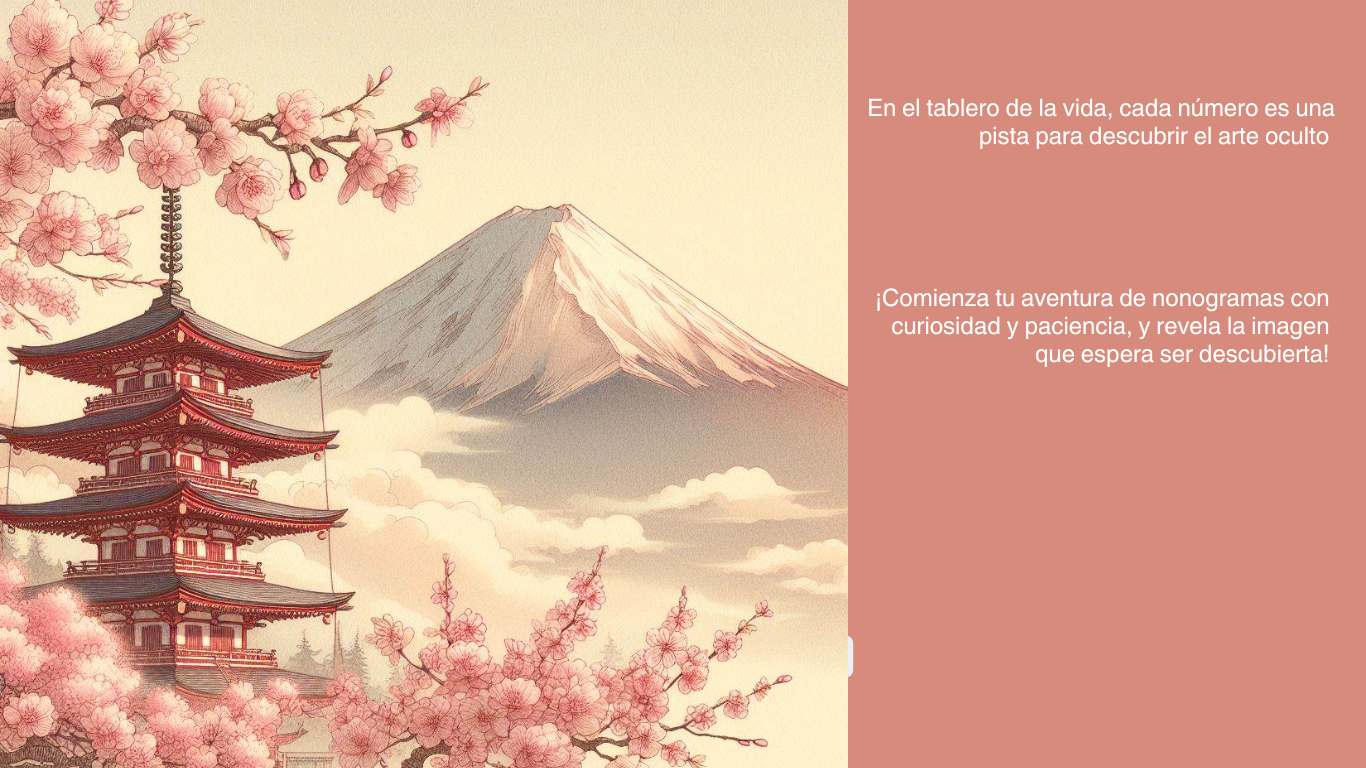 En el tablero de la vida, cada número es una
pista para descubrir el arte oculto
¡Comienza tu aventura de nonogramas con
curiosidad y paciencia, y revela la imagen
que espera ser descubierta!